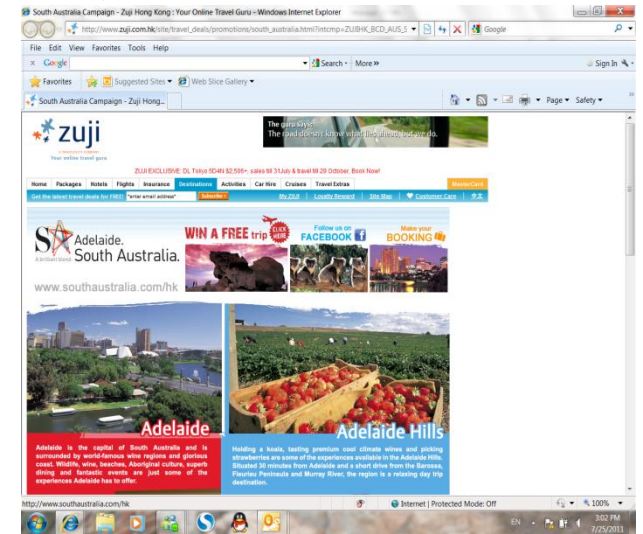 South Australia Campaign - Zuji Hong Kong : Your Online Travel Guru - Windows Internet Explorer
http://www.zuji.com.hk/site/travel_deals/promotions/south_australia.html?intcmp=ZUJIHK_BCD_AUS_S
Google
File Edit View Favorites Tools Help
x Google Search More » Sign In
Favorites Suggested Sites Web Slice Gallery
South Australia Campaign - Zuji Hong... Page Safety »
zuji
Your online travel guru
The guru says:
The road doesn't know what lies ahead, but we do.
ZUJI EXCLUSIVE: DL Tokyo 5D4N $2,595+, sales till 31July & travel till 29 October. Book Now!
Home Packages Hotels Flights Insurance Destinations Activities Car Hire Cruises Travel Extras MasterCard
Get the latest travel deals for FREE *enter email address* Subscribe My ZUJI | Loyalty Reward | Site Map | Customer Care | 中文
SA Adelaide.
South Australia.
A brilliant blend
www.southaustralia.com/hk
WIN A FREE trip CLICK HERE
Follow us on
FACEBOOK
Make your
BOOKING
Adelaide
Adelaide is the capital of South Australia and is
surrounded by world-famous wine regions and glorious
coast. Wildlife, wine, beaches, Aboriginal culture, superb
dining and fantastic events are just some of the
experiences Adelaide has to offer.
Adelaide Hills
Holding a koala, tasting premium cool climate wines and picking
strawberries are some of the experiences available in the Adelaide Hills.
Situated 30 minutes from Adelaide and a short drive from the Barossa,
Fleurieu Peninsula and Murray River, the region is a relaxing day trip
destination.
http://www.southaustralia.com/hk Internet | Protected Mode: Off 100%
EN 3:02 PM
7/25/2011